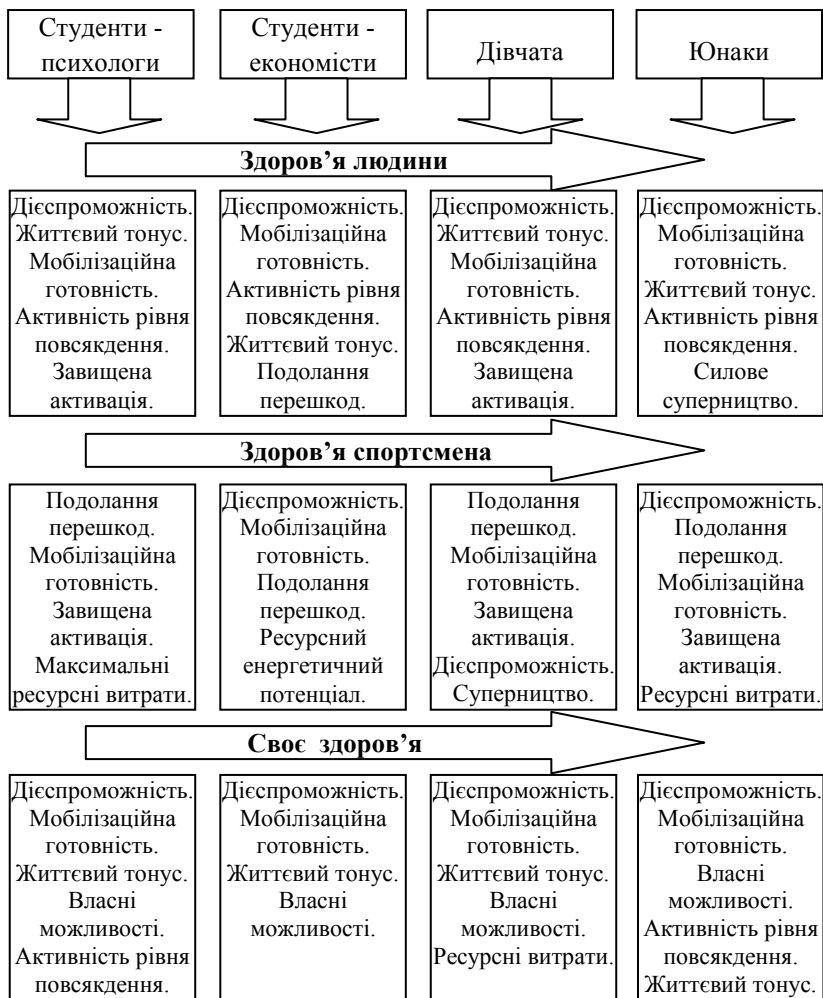 Студенти -
психологи
Студенти -
економісти
Дівчата
Юнаки
Здоров’я людини
Дієспроможність.
Життєвий тонус.
Мобілізаційна
готовність.
Активність рівня
повсякдення.
Завищена
активація.
Дієспроможність.
Мобілізаційна
готовність.
Активність рівня
повсякдення.
Життєвий тонус.
Подолання
перешкод.
Дієспроможність.
Життєвий тонус.
Мобілізаційна
готовність.
Активність рівня
повсякдення.
Завищена
активація.
Дієспроможність.
Мобілізаційна
готовність.
Життєвий тонус.
Активність рівня
повсякдення.
Силове
суперництво.
Здоров’я спортсмена
Подолання
перешкод.
Мобілізаційна
готовність.
Завищена
активація.
Максимальні
ресурсні витрати.
Дієспроможність.
Мобілізаційна
готовність.
Подолання
перешкод.
Ресурсний
енергетичний
потенціал.
Подолання
перешкод.
Мобілізаційна
готовність.
Завищена
активація.
Дієспроможність.
Суперництво.
Дієспроможність.
Подолання
перешкод.
Мобілізаційна
готовність.
Завищена
активація.
Ресурсні витрати.
Своє здоров’я
Дієспроможність.
Мобілізаційна
готовність.
Життєвий тонус.
Власні
можливості.
Активність рівня
повсякдення.
Дієспроможність.
Мобілізаційна
готовність.
Життєвий тонус.
Власні
можливості.
Дієспроможність.
Мобілізаційна
готовність.
Життєвий тонус.
Власні
можливості.
Ресурсні витрати.
Дієспроможність.
Мобілізаційна
готовність.
Власні
можливості.
Активність рівня
повсякдення.
Життєвий тонус.